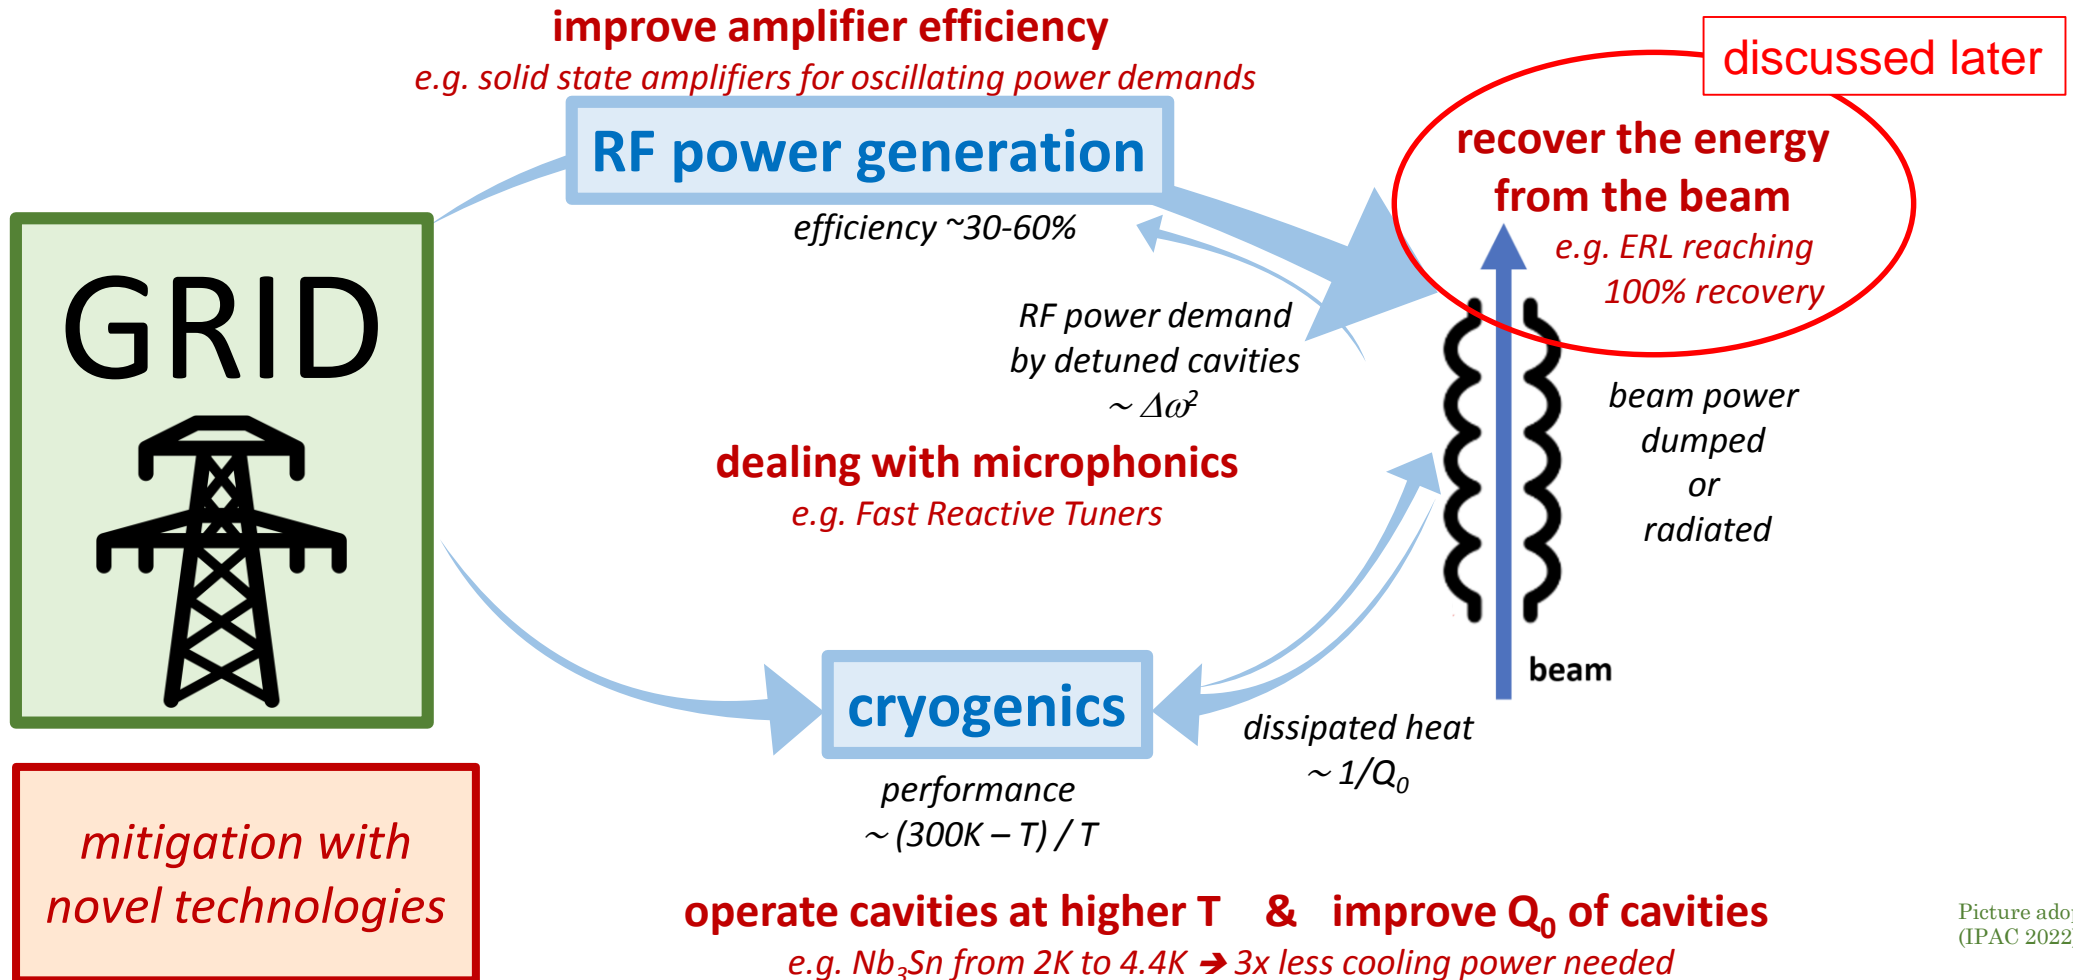 improve amplifier efficiency
e.g. solid state amplifiers for oscillating power demands
discussed later
RF power generation
efficiency ~30-60%
recover the energy
from the beam
e.g. ERL reaching
100% recovery
GRID
RF power demand
by detuned cavities
~ Δω²
beam power
dumped
or
radiated
dealing with microphonics
e.g. Fast Reactive Tuners
beam
cryogenics
dissipated heat
~ 1/Q₀
performance
~ (300K – T) / T
mitigation with
novel technologies
operate cavities at higher T & improve Q₀ of cavities
e.g. Nb₃Sn from 2K to 4.4K ➔ 3x less cooling power needed
Picture
(IPAC 2022